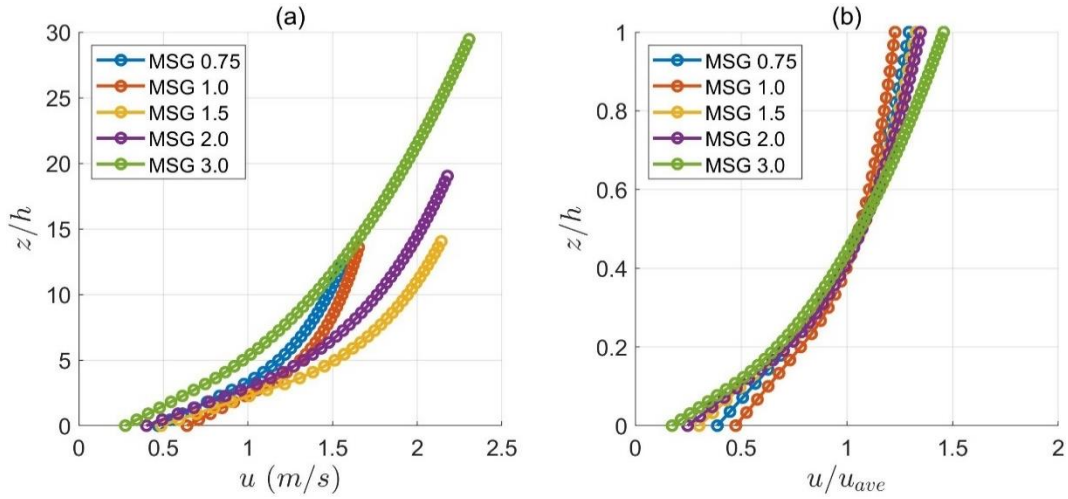 (a)
30
25
20
15
10
5
0
z/h
MSG 0.75
MSG 1.0
MSG 1.5
MSG 2.0
MSG 3.0
0 0.5 1 1.5 2 2.5
u (m/s)
(b)
1
0.8
0.6
0.4
0.2
0
z/h
MSG 0.75
MSG 1.0
MSG 1.5
MSG 2.0
MSG 3.0
0 0.5 1 1.5 2
u/u_ave